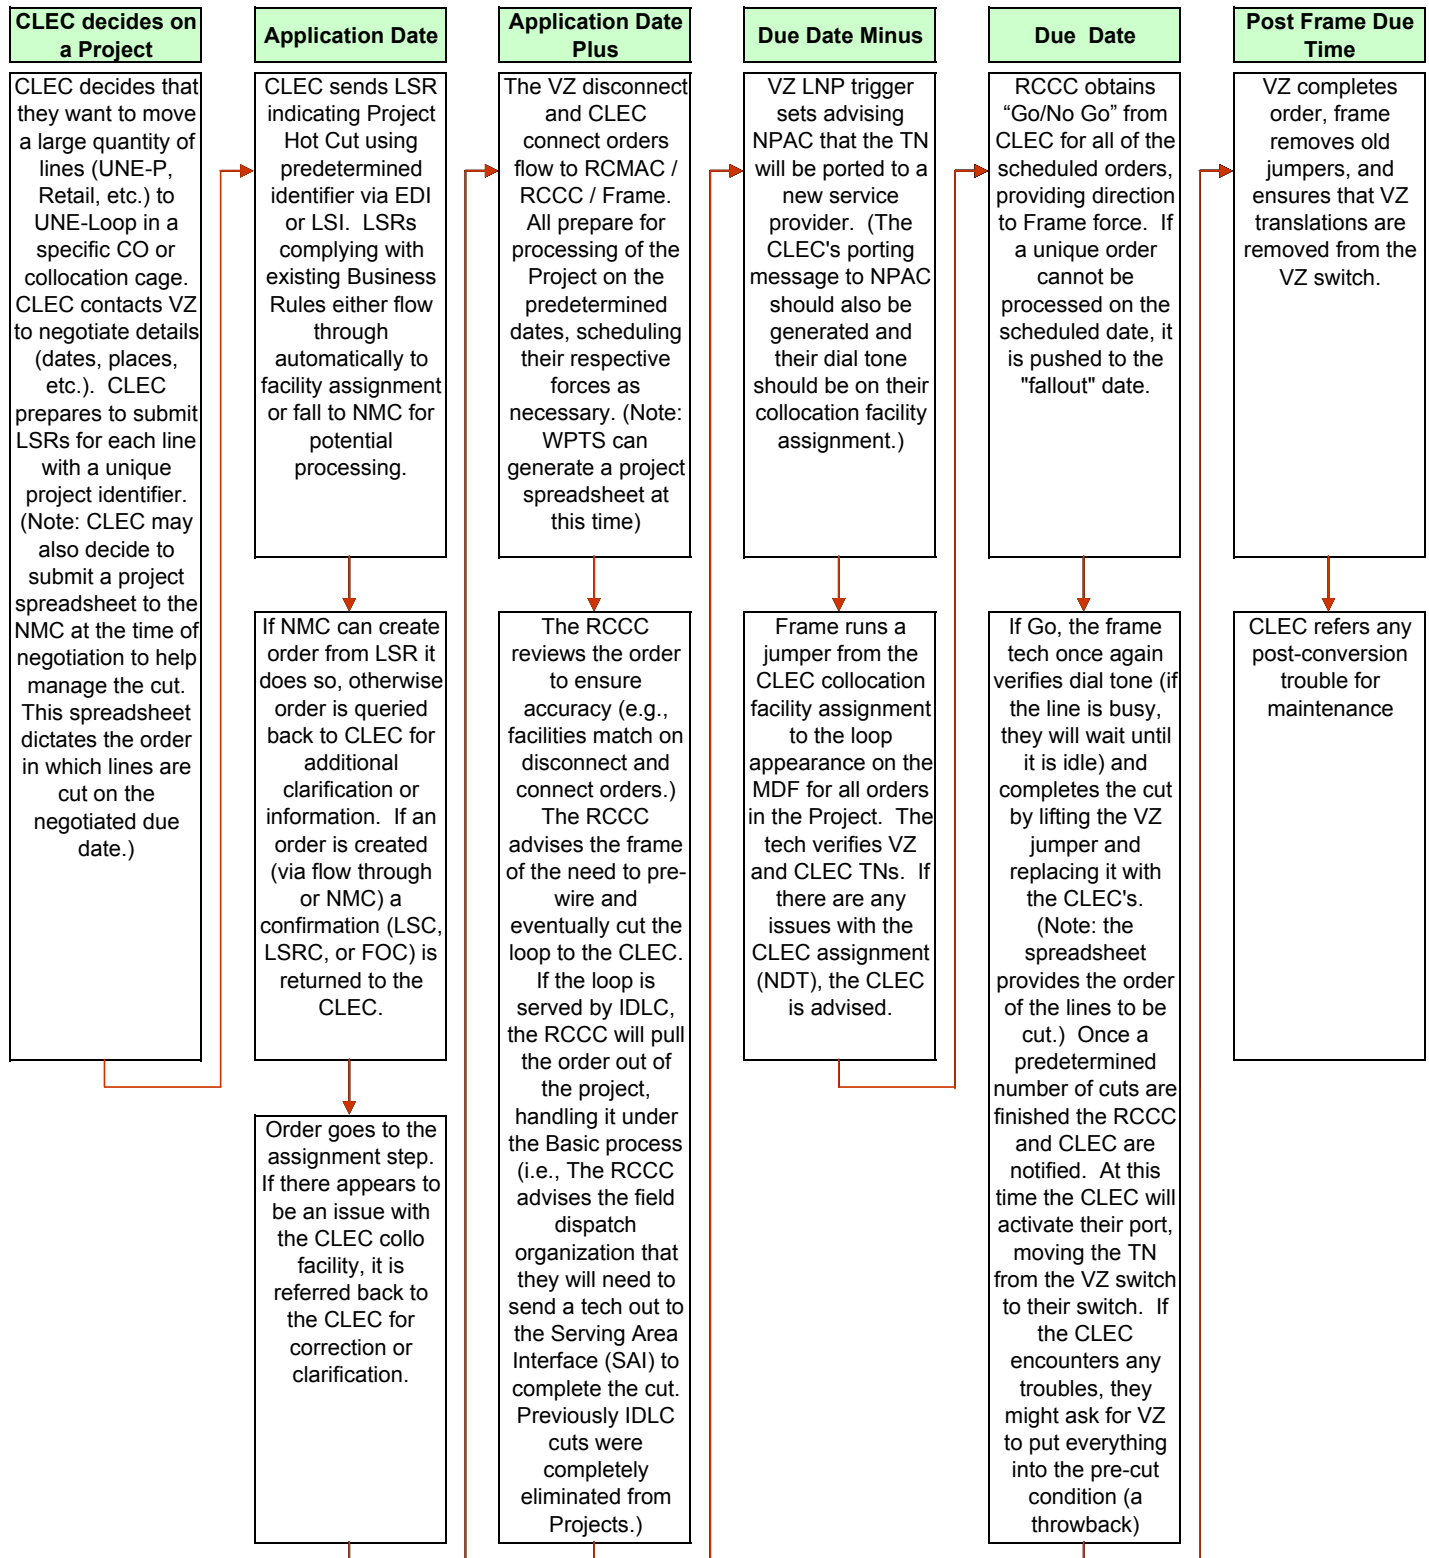 CLEC decides on
a Project
CLEC decides that
they want to move
a large quantity of
lines (UNE-P,
Retail, etc.) to
UNE-Loop in a
specific CO or
collocation cage.
CLEC contacts VZ
to negotiate details
(dates, places,
etc.).  CLEC
prepares to submit
LSRs for each line
with a unique
project identifier.
(Note: CLEC may
also decide to
submit a project
spreadsheet to the
NMC at the time of
negotiation to help
manage the cut.
This spreadsheet
dictates the order
in which lines are
cut on the
negotiated due
date.)
Application Date
CLEC sends LSR
indicating Project
Hot Cut using
predetermined
identifier via EDI
or LSI.  LSRs
complying with
existing Business
Rules either flow
through
automatically to
facility assignment
or fall to NMC for
potential
processing.
If NMC can create
order from LSR it
does so, otherwise
order is queried
back to CLEC for
additional
clarification or
information.  If an
order is created
(via flow through
or NMC) a
confirmation (LSC,
LSRC, or FOC) is
returned to the
CLEC.
Order goes to the
assignment step.
If there appears to
be an issue with
the CLEC collo
facility, it is
referred back to
the CLEC for
correction or
clarification.
Application Date
Plus
The VZ disconnect
and CLEC
connect orders
flow to RCMAC /
RCCC / Frame.
All prepare for
processing of the
Project on the
predetermined
dates, scheduling
their respective
forces as
necessary. (Note:
WPTS can
generate a project
spreadsheet at
this time)
The RCCC
reviews the order
to ensure
accuracy (e.g.,
facilities match on
disconnect and
connect orders.)
The RCCC
advises the frame
of the need to pre-
wire and
eventually cut the
loop to the CLEC.
If the loop is
served by IDLC,
the RCCC will pull
the order out of
the project,
handling it under
the Basic process
(i.e., The RCCC
advises the field
dispatch
organization that
they will need to
send a tech out to
the Serving Area
Interface (SAI) to
complete the cut.
Previously IDLC
cuts were
completely
eliminated from
Projects.)
Due Date Minus
VZ LNP trigger
sets advising
NPAC that the TN
will be ported to a
new service
provider.  (The
CLEC's porting
message to NPAC
should also be
generated and
their dial tone
should be on their
collocation facility
assignment.)
Frame runs a
jumper from the
CLEC collocation
facility assignment
to the loop
appearance on the
MDF for all orders
in the Project.  The
tech verifies VZ
and CLEC TNs.  If
there are any
issues with the
CLEC assignment
(NDT), the CLEC
is advised.
Due  Date
RCCC obtains
“Go/No Go” from
CLEC for all of the
scheduled orders,
providing direction
to Frame force.  If
a unique order
cannot be
processed on the
scheduled date, it
is pushed to the
"fallout" date.
If Go, the frame
tech once again
verifies dial tone (if
the line is busy,
they will wait until
it is idle) and
completes the cut
by lifting the VZ
jumper and
replacing it with
the CLEC's.
(Note: the
spreadsheet
provides the order
of the lines to be
cut.)  Once a
predetermined
number of cuts are
finished the RCCC
and CLEC are
notified.  At this
time the CLEC will
activate their port,
moving the TN
from the VZ switch
to their switch.  If
the CLEC
encounters any
troubles, they
might ask for VZ
to put everything
into the pre-cut
condition (a
throwback)
Post Frame Due
Time
VZ completes
order, frame
removes old
jumpers, and
ensures that VZ
translations are
removed from the
VZ switch.
CLEC refers any
post-conversion
trouble for
maintenance